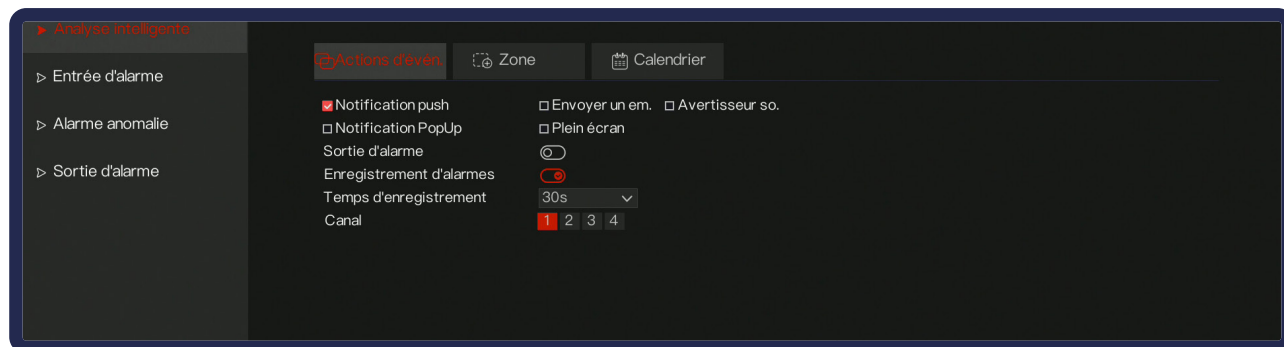 Analyse intelligente
Entrée d'alarme
Alarme anomalie
Sortie d'alarme
Actions d'évén.
Zone
Calendrier
Notification push
Envoyer un em.
Avertisseur so.
Notification PopUp
Plein écran
Sortie d'alarme
Enregistrement d'alarmes
Temps d'enregistrement
30s
Canal
1 2 3 4